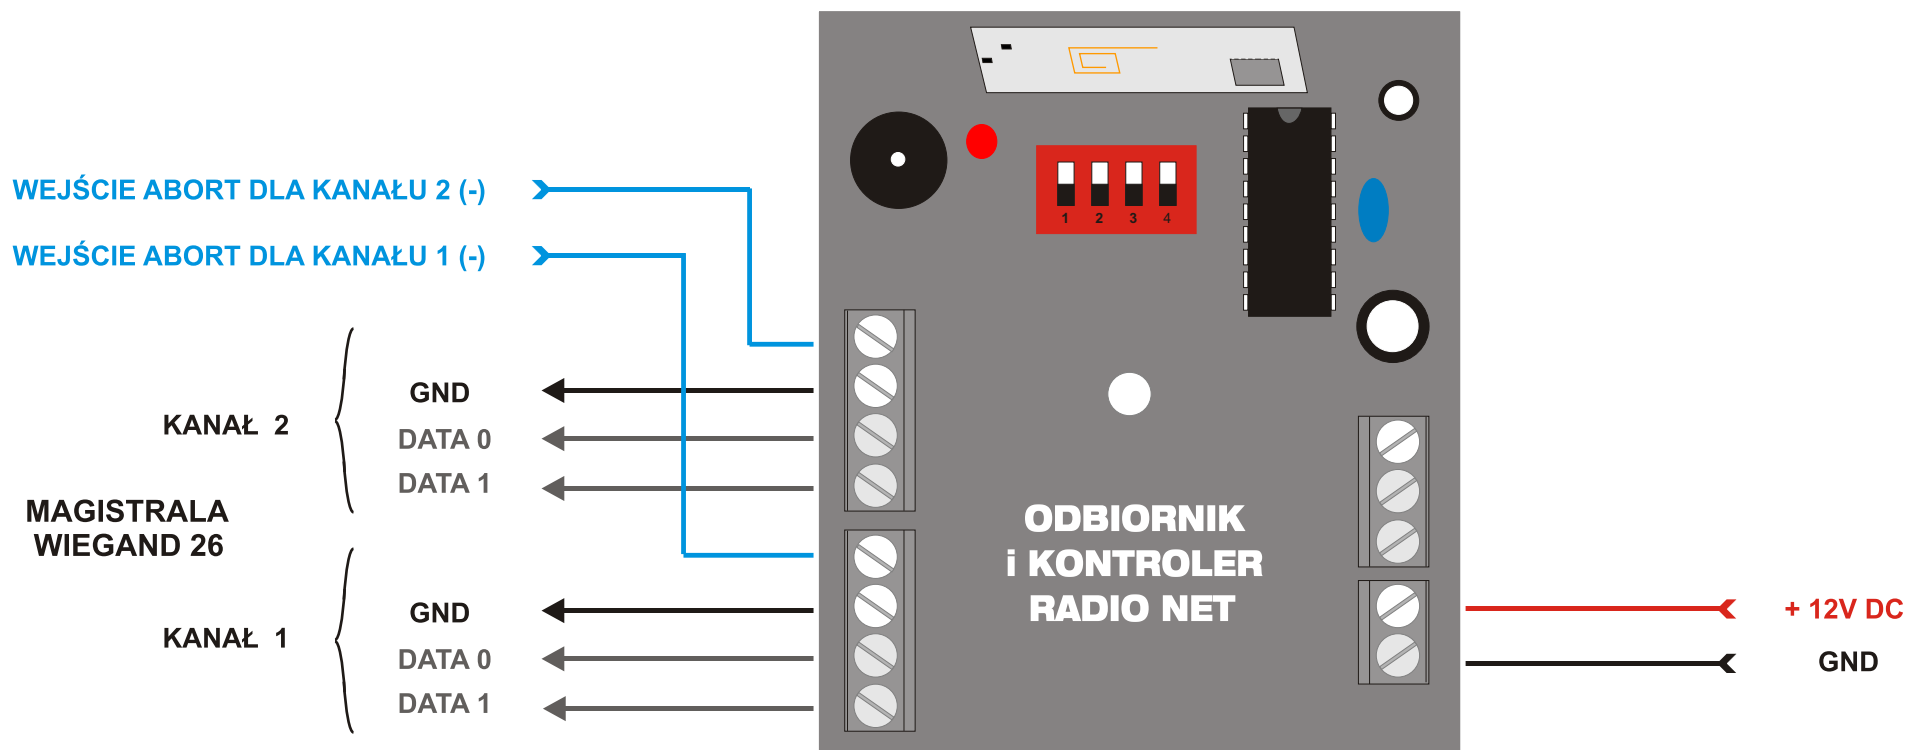 WEJŚCIE ABORT DLA KANAŁU 2 (-)
WEJŚCIE ABORT DLA KANAŁU 1 (-)
1 2 3 4
KANAŁ 2
GND
DATA 0
DATA 1
MAGISTRALA
WIEGAND 26
KANAŁ 1
GND
DATA 0
DATA 1
ODBIORNIK
i KONTROLER
RADIO NET
+ 12V DC
GND